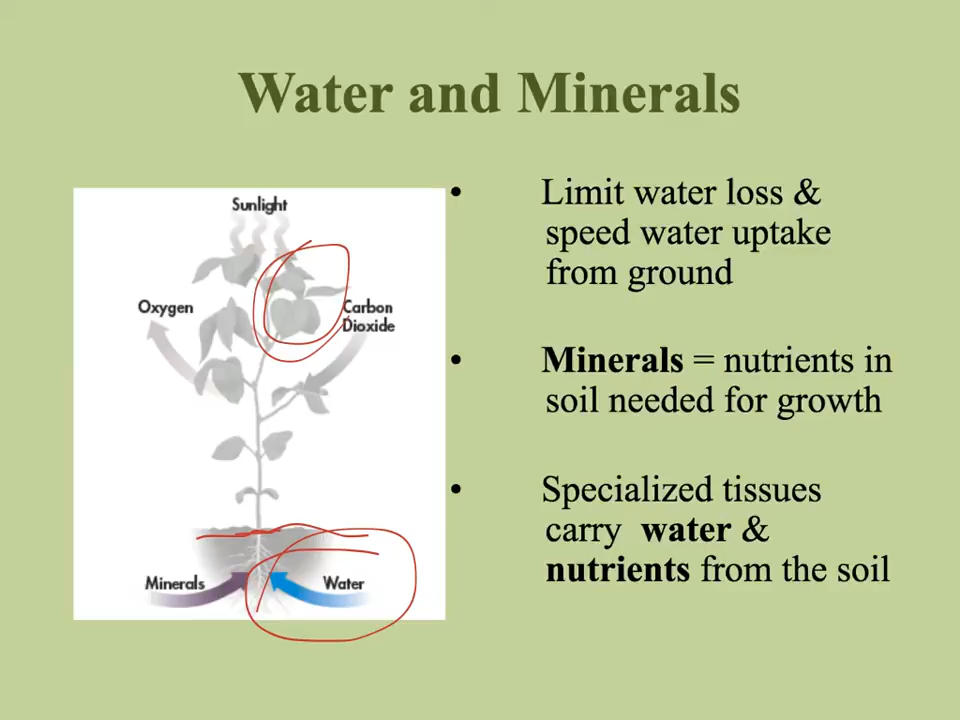 Water and Minerals
Sunlight
Oxygen
Carbon
Dioxide
Minerals
Water
• Limit water loss &
speed water uptake
from ground
• Minerals = nutrients in
soil needed for growth
• Specialized tissues
carry water &
nutrients from the soil